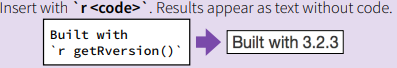 Insert with `r <code>`. Results appear as text without code.
Built with
`r getRversion()`
Built with 3.2.3